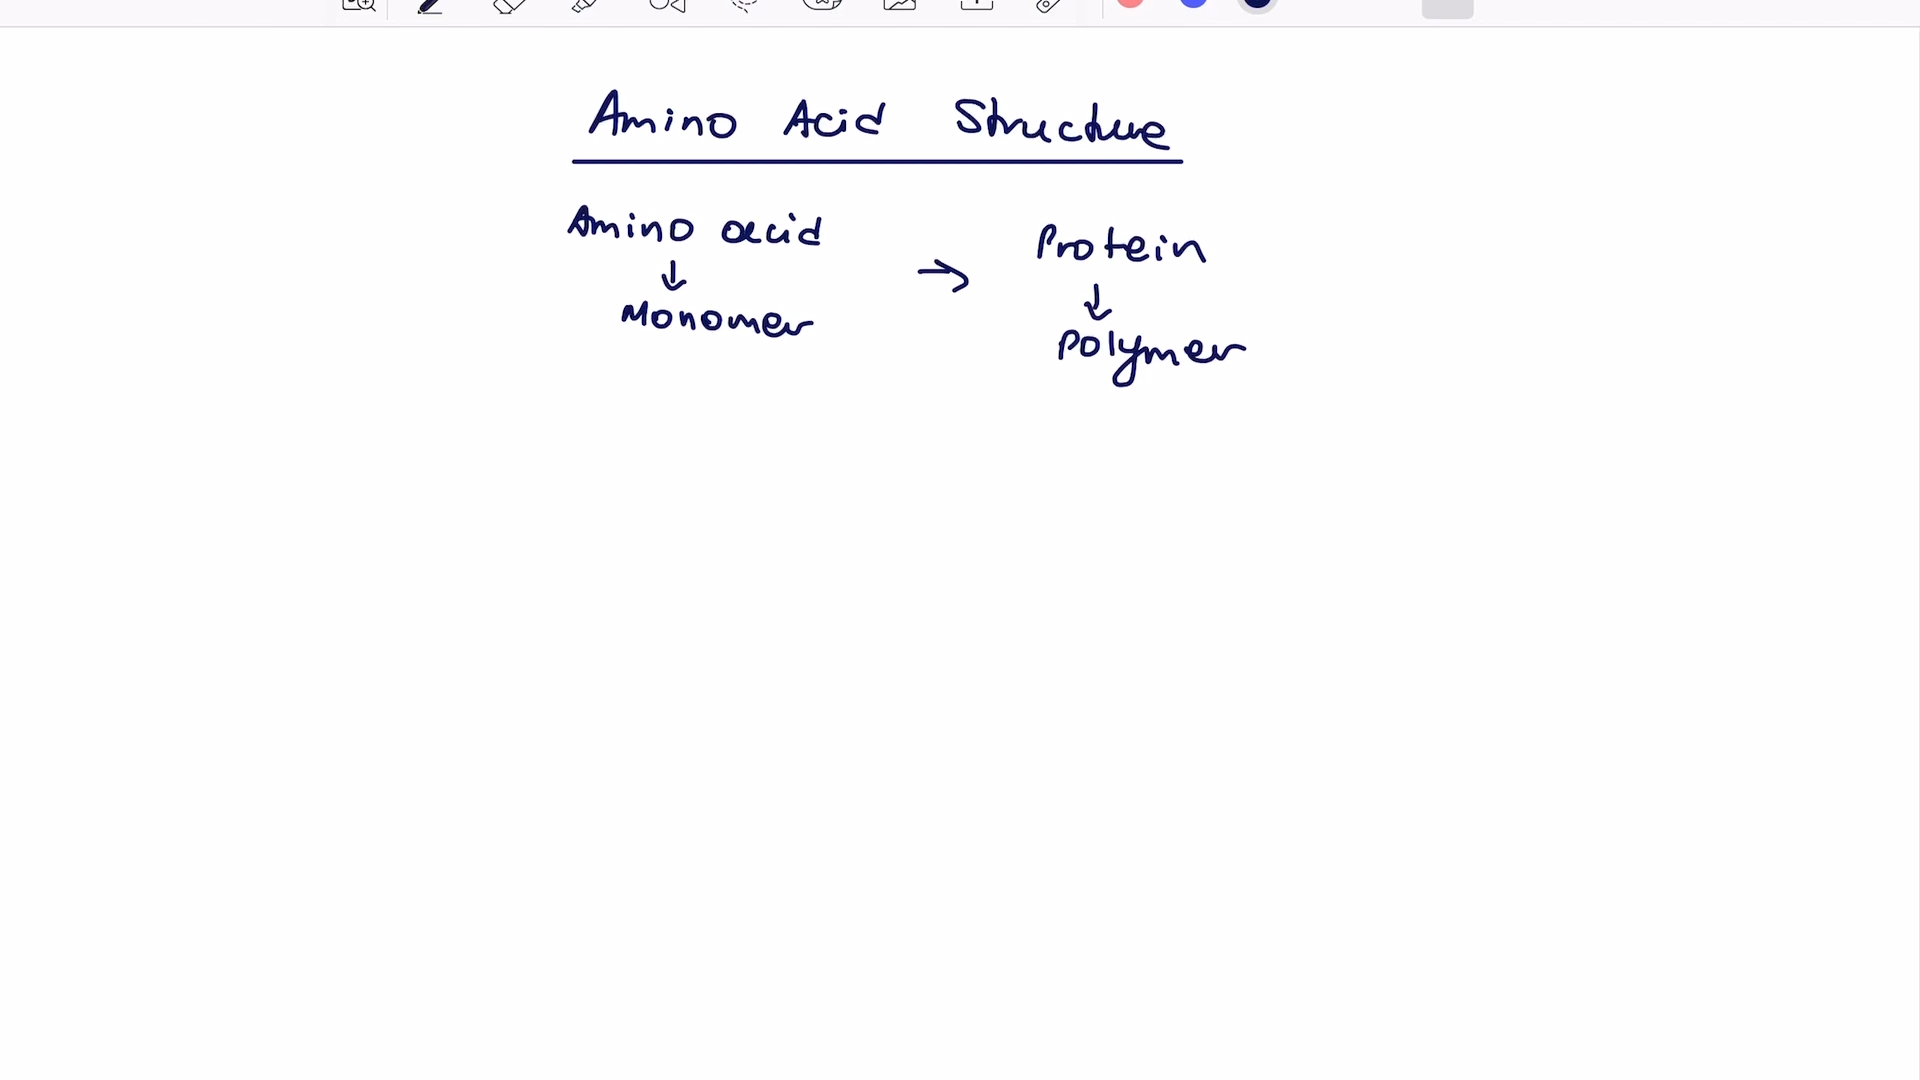 Amino Acid Structure
Amino acid → Protein
↓ ↓
Monomer Polymer